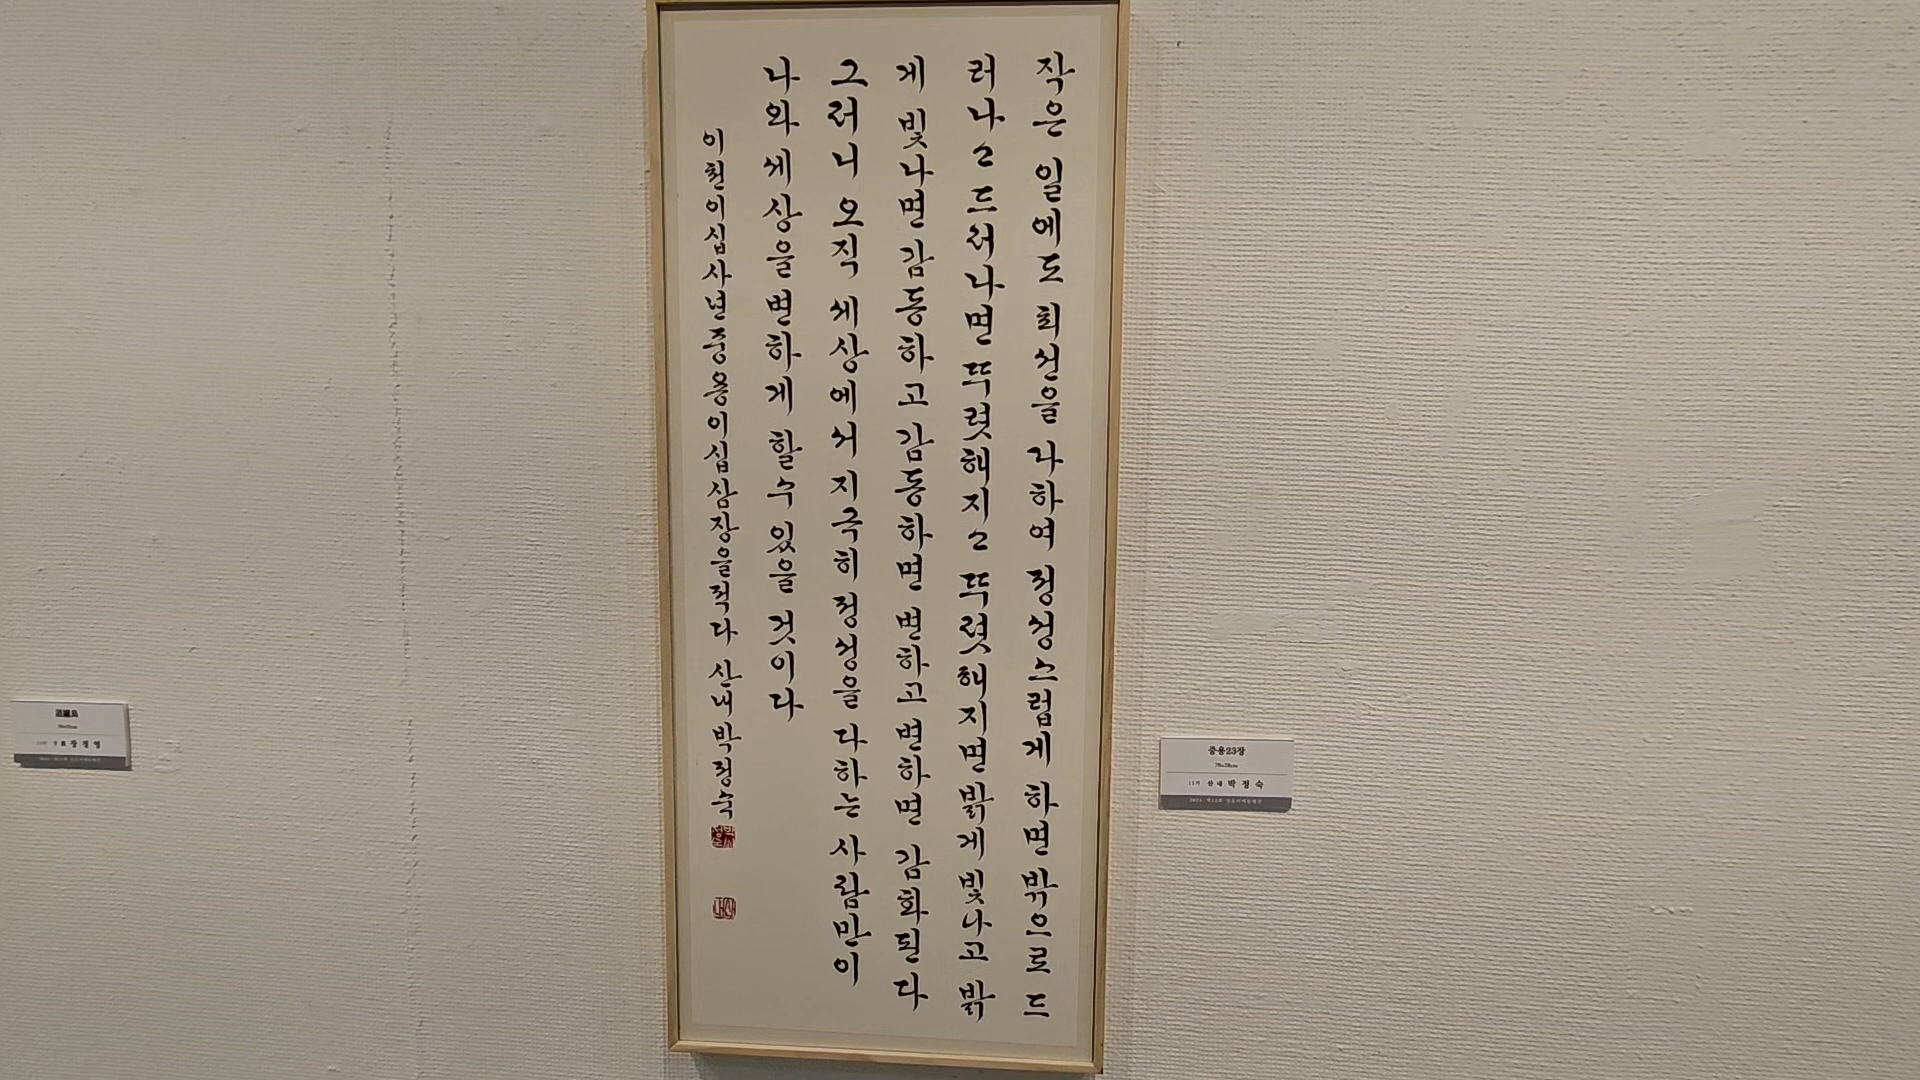 작은 일에도 최선을 다하여 정성스럽게 하면 밖으로 드
러나고 드러나면 뚜렷해지고 뚜렷해지면 밝게 빛나고 밝
게 빛나면 감동하고 감동하면 변하고 변하면 감화된다
그러니 오직 세상에서 지극히 정성을 다하는 사람만이
나와 세상을 변하게 할 수 있을 것이다
이천이십사년중용이십삼장을적다 산내 박정숙
중용23장
70x28cm
산내 박정숙
장정영